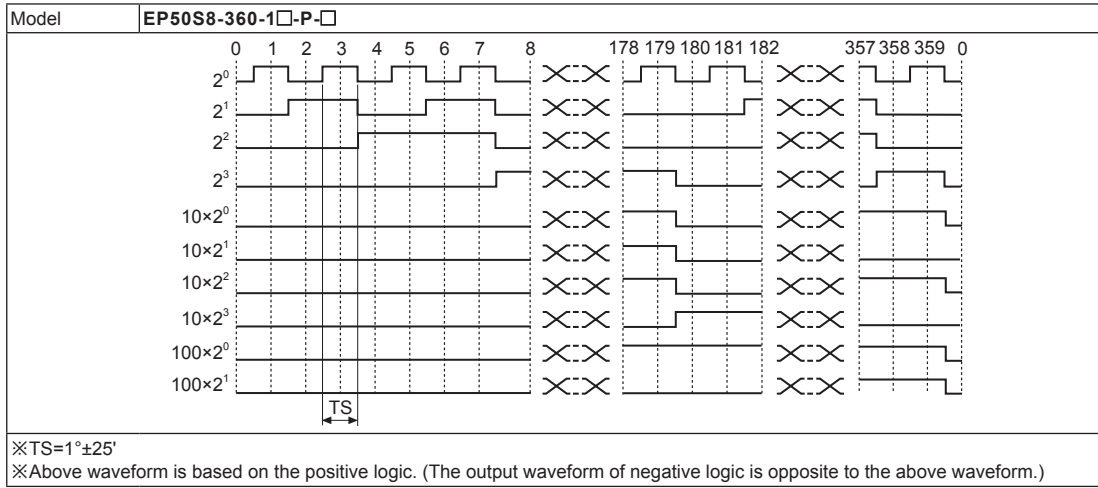 Model EP50S8-360-1□-P-□
0 1 2 3 4 5 6 7 8 178 179 180 181 182 357 358 359 0
2⁰
2¹
2²
2³
10×2⁰
10×2¹
10×2²
10×2³
100×2⁰
100×2¹
TS
※TS=1°±25'
※Above waveform is based on the positive logic. (The output waveform of negative logic is opposite to the above waveform.)